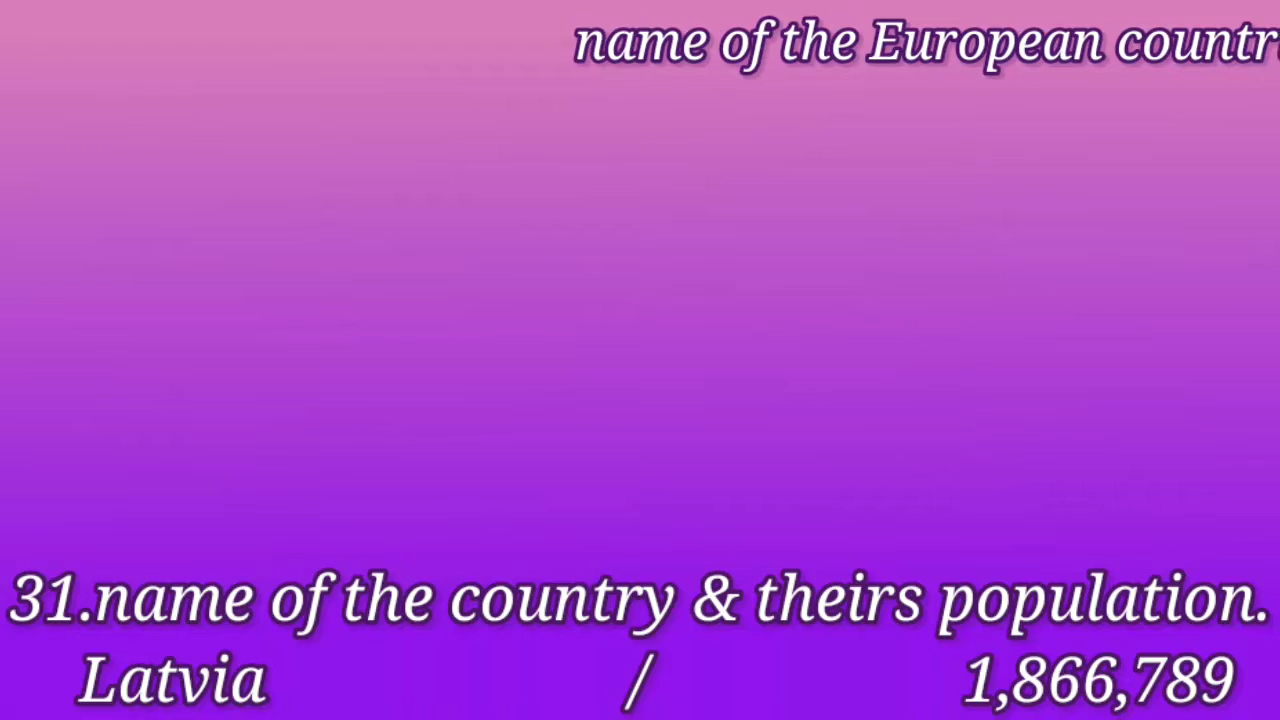 name of the European countr
31.name of the country & theirs population.
Latvia / 1,866,789